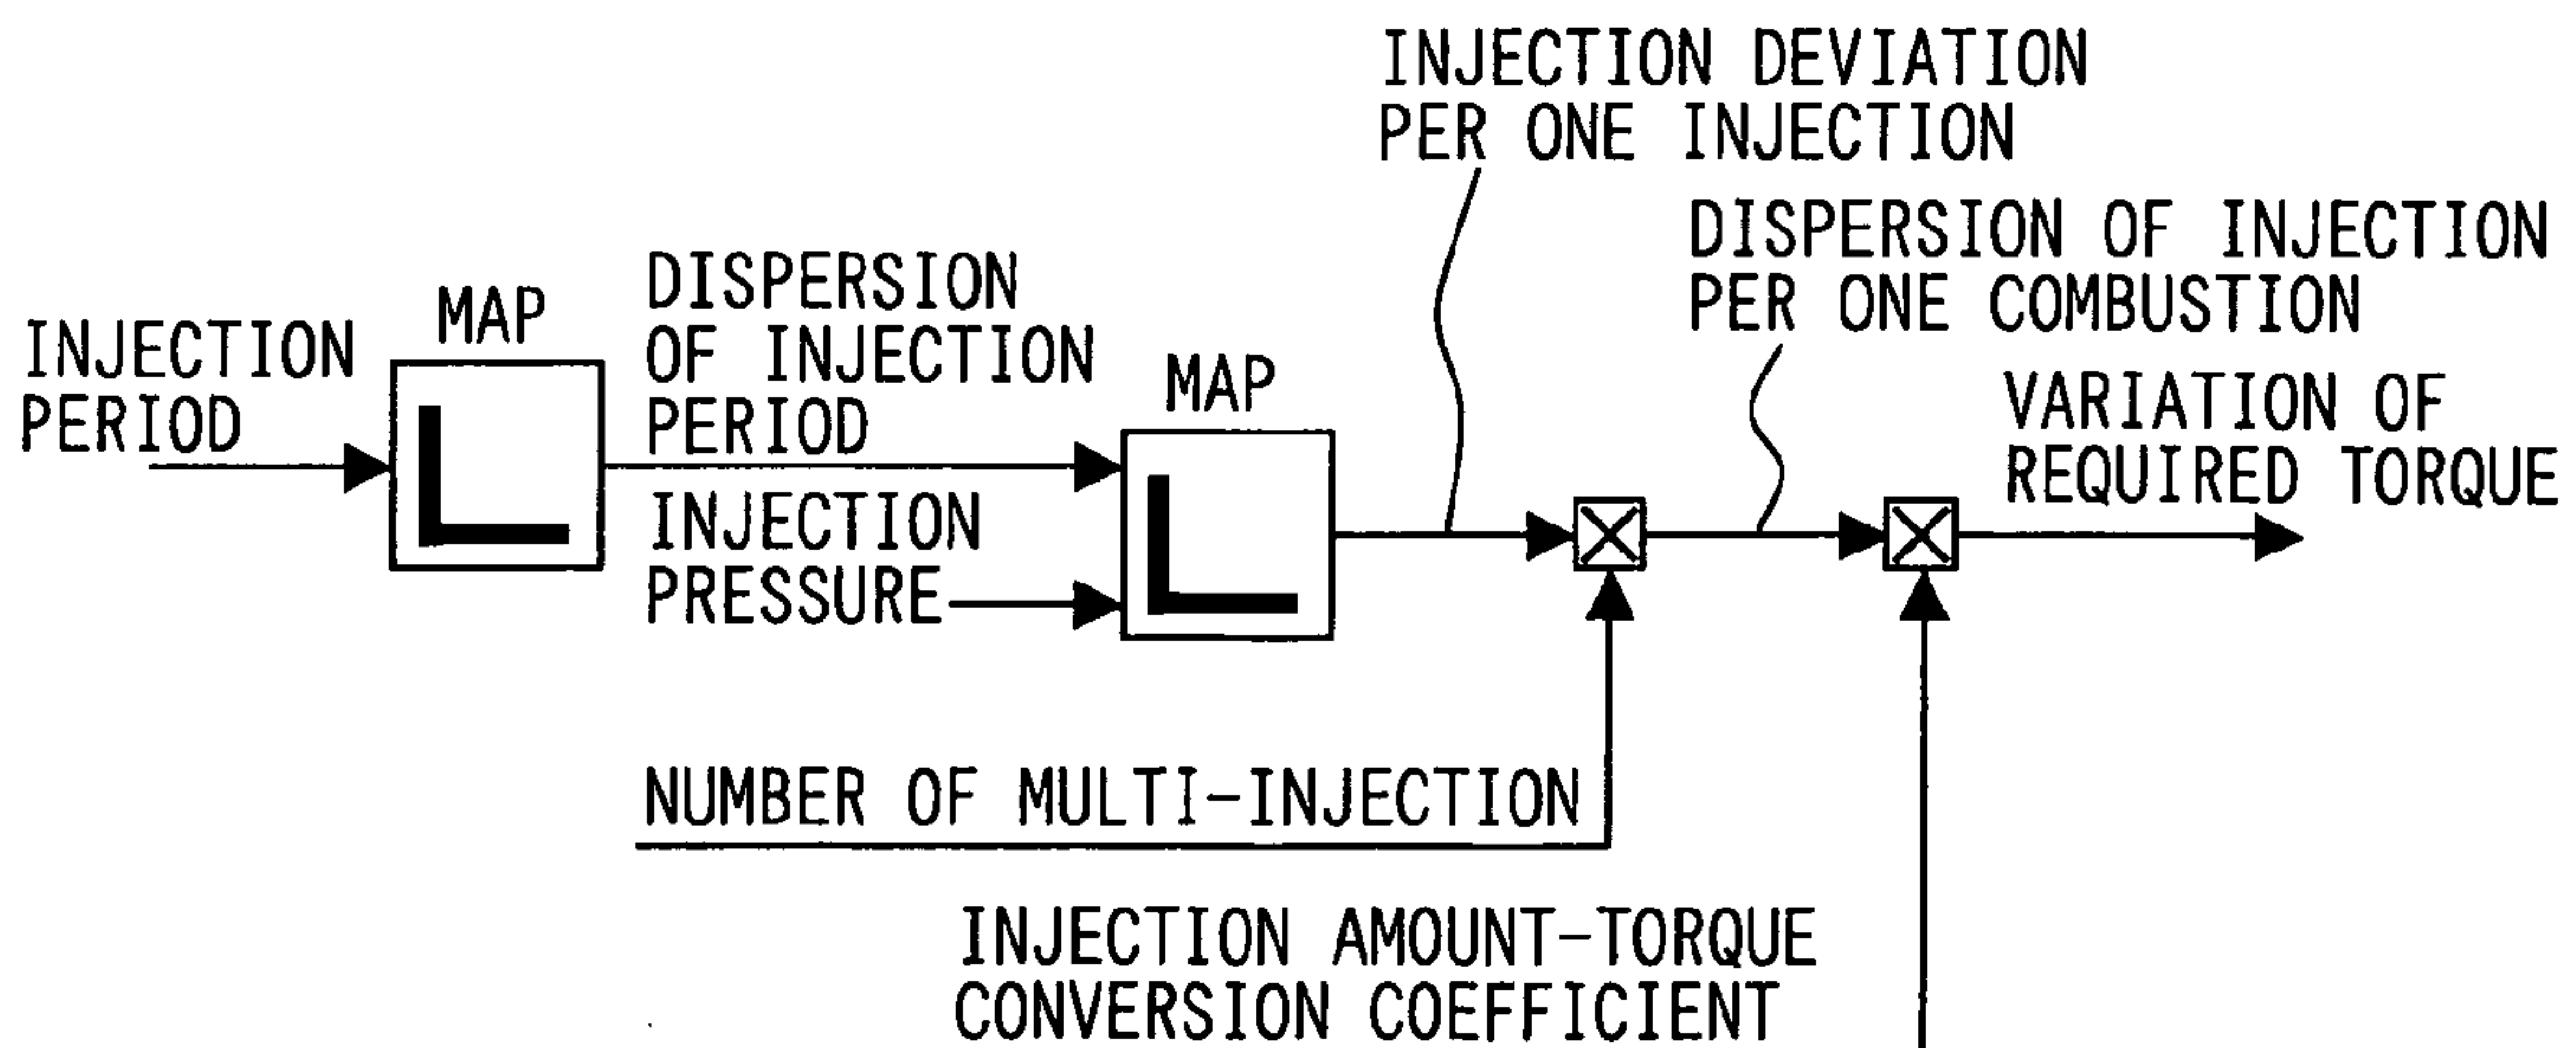 INJECTION DEVIATION
PER ONE INJECTION
DISPERSION OF INJECTION
PER ONE COMBUSTION
VARIATION OF
REQUIRED TORQUE
INJECTION
PERIOD
MAP
DISPERSION
OF INJECTION
PERIOD
INJECTION
PRESSURE
MAP
NUMBER OF MULTI-INJECTION
INJECTION AMOUNT-TORQUE
CONVERSION COEFFICIENT